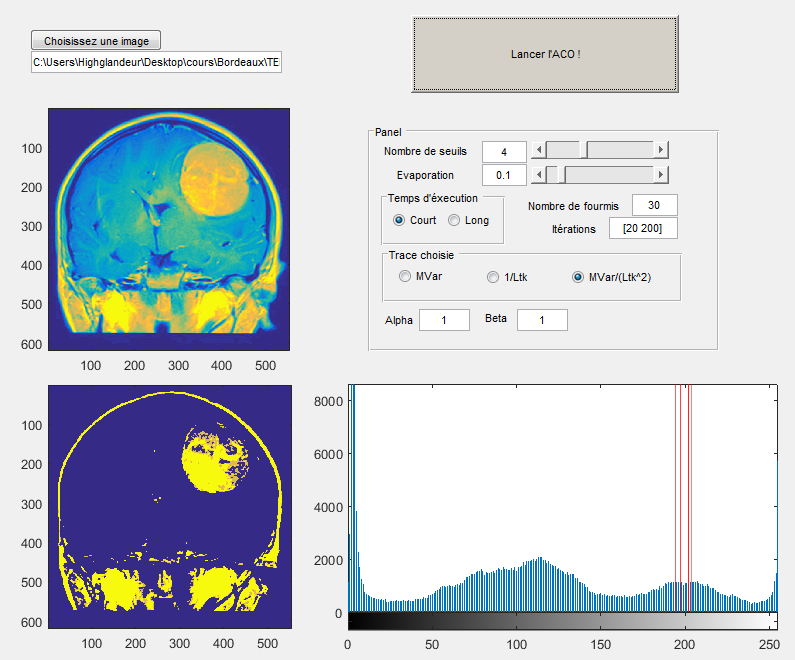 Choisissez une image
C:\Users\Highglandeur\Desktop\cours\Bordeaux\TE
Lancer l'ACO !
Panel
Nombre de seuils 4
Evaporation 0.1
Temps d'éxecution
Court Long
Nombre de fourmis 30
Itérations [20 200]
Trace choisie
MVar 1/Ltk MVar/(Ltk^2)
Alpha 1 Beta 1
100
200
300
400
500
600
100 200 300 400 500
100
200
300
400
500
600
100 200 300 400 500
8000
6000
4000
2000
0
0 50 100 150 200 250